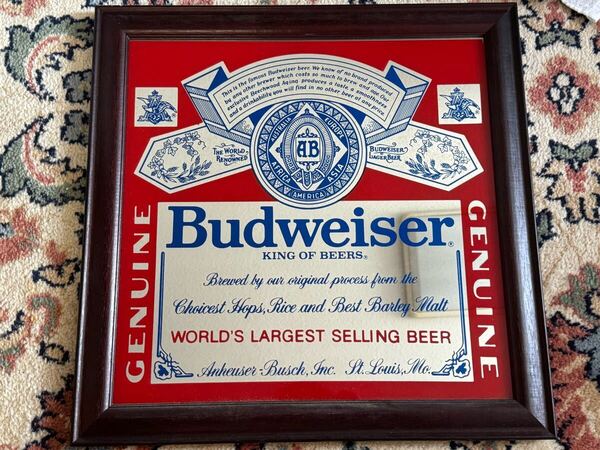 This is the famous Budweiser beer. We know of no brand produced
by any other brewer which costs so much to brew and age. Our
exclusive Beechwood Aging produces a taste, a smoothness
and a drinkability you will find in no other beer at any price.
EUROPE
AB
AFRICA
ASIA
AMERICA
THE WORLD
RENOWNED
BUDWEISER
LAGER BEER
GENUINE
GENUINE
Budweiser®
KING OF BEERS®
Brewed by our original process from the
Choicest Hops, Rice and Best Barley Malt
WORLD'S LARGEST SELLING BEER
Anheuser-Busch, Inc. St. Louis, Mo.